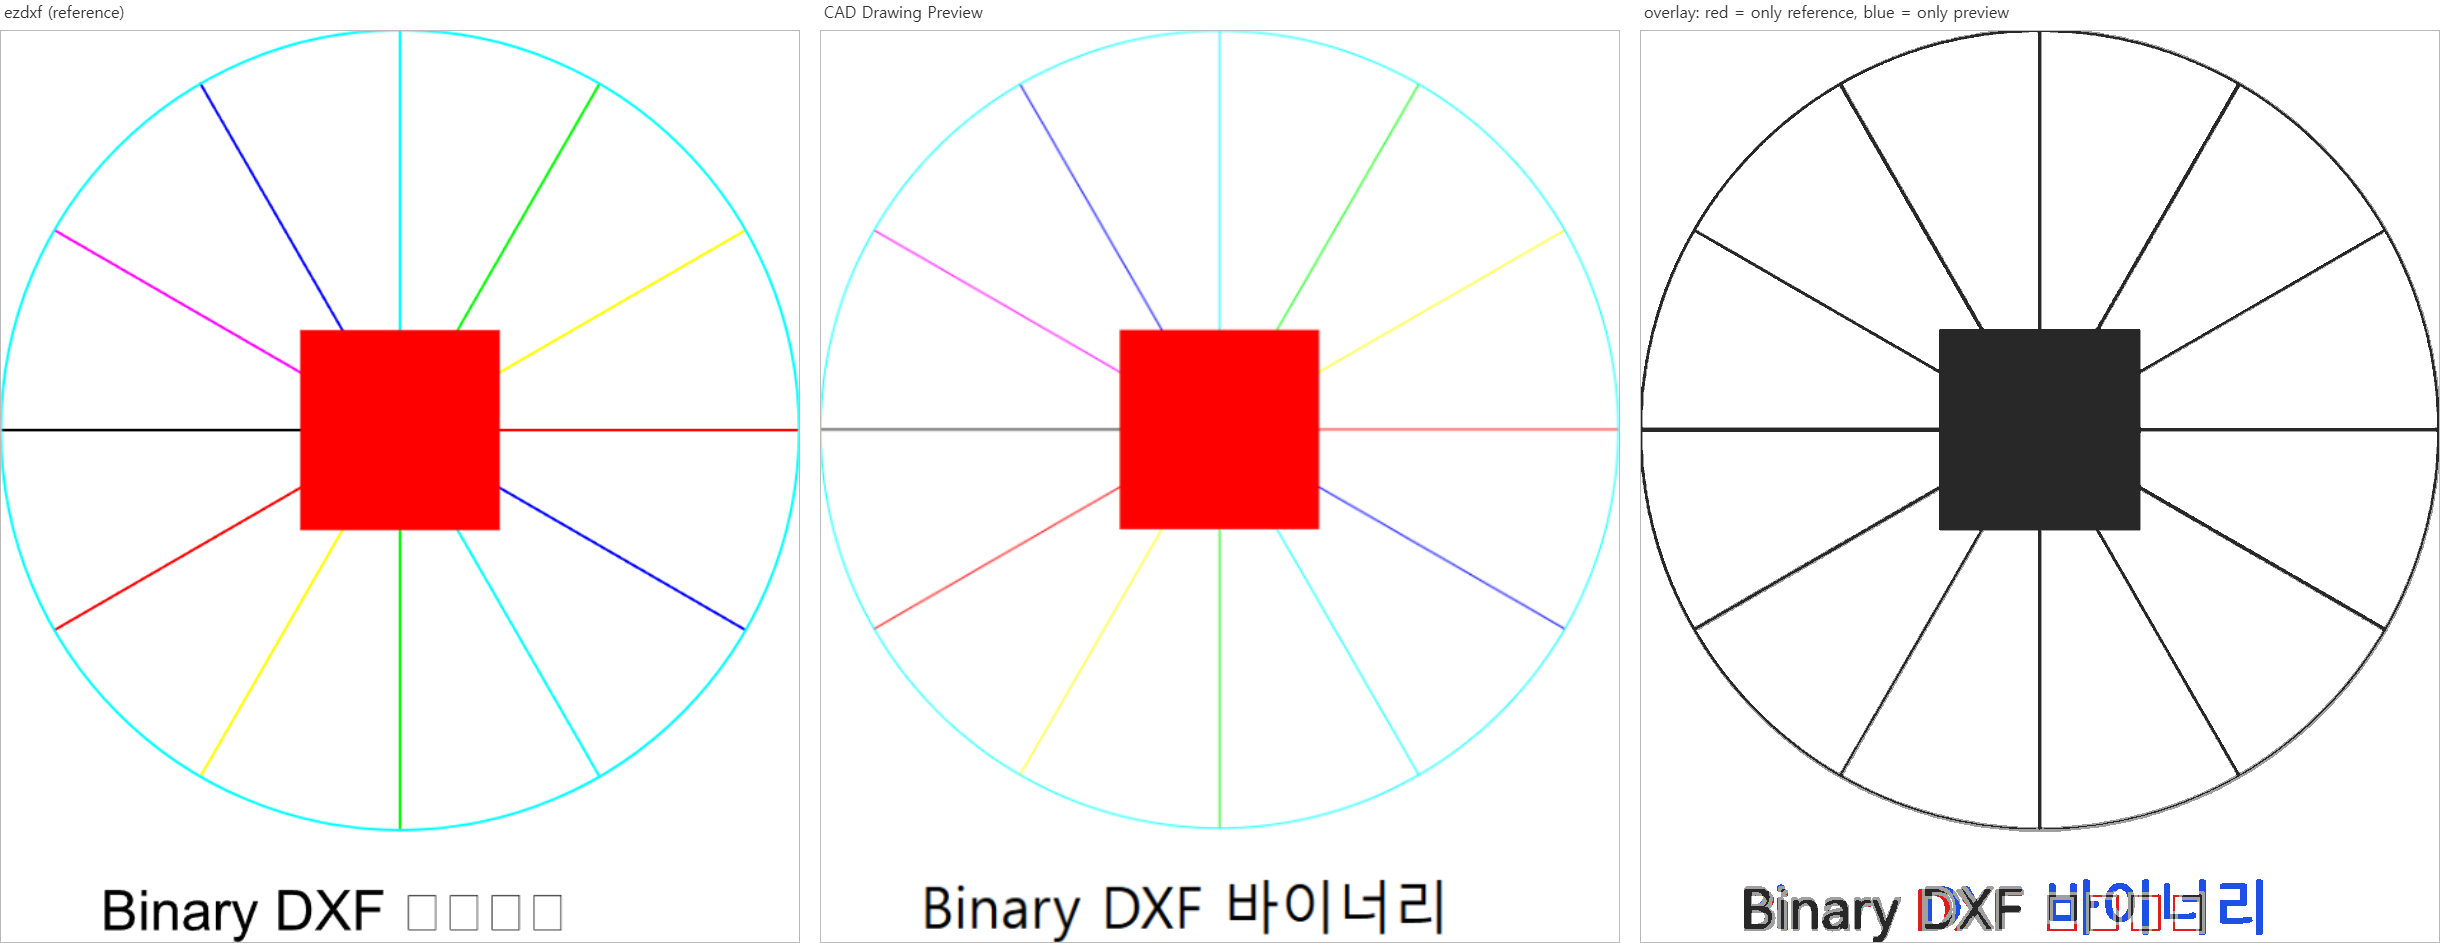 ezdxf (reference)
CAD Drawing Preview
overlay: red = only reference, blue = only preview
Binary DXF □□□□
Binary DXF 바이너리
Binary DXF 바이너리